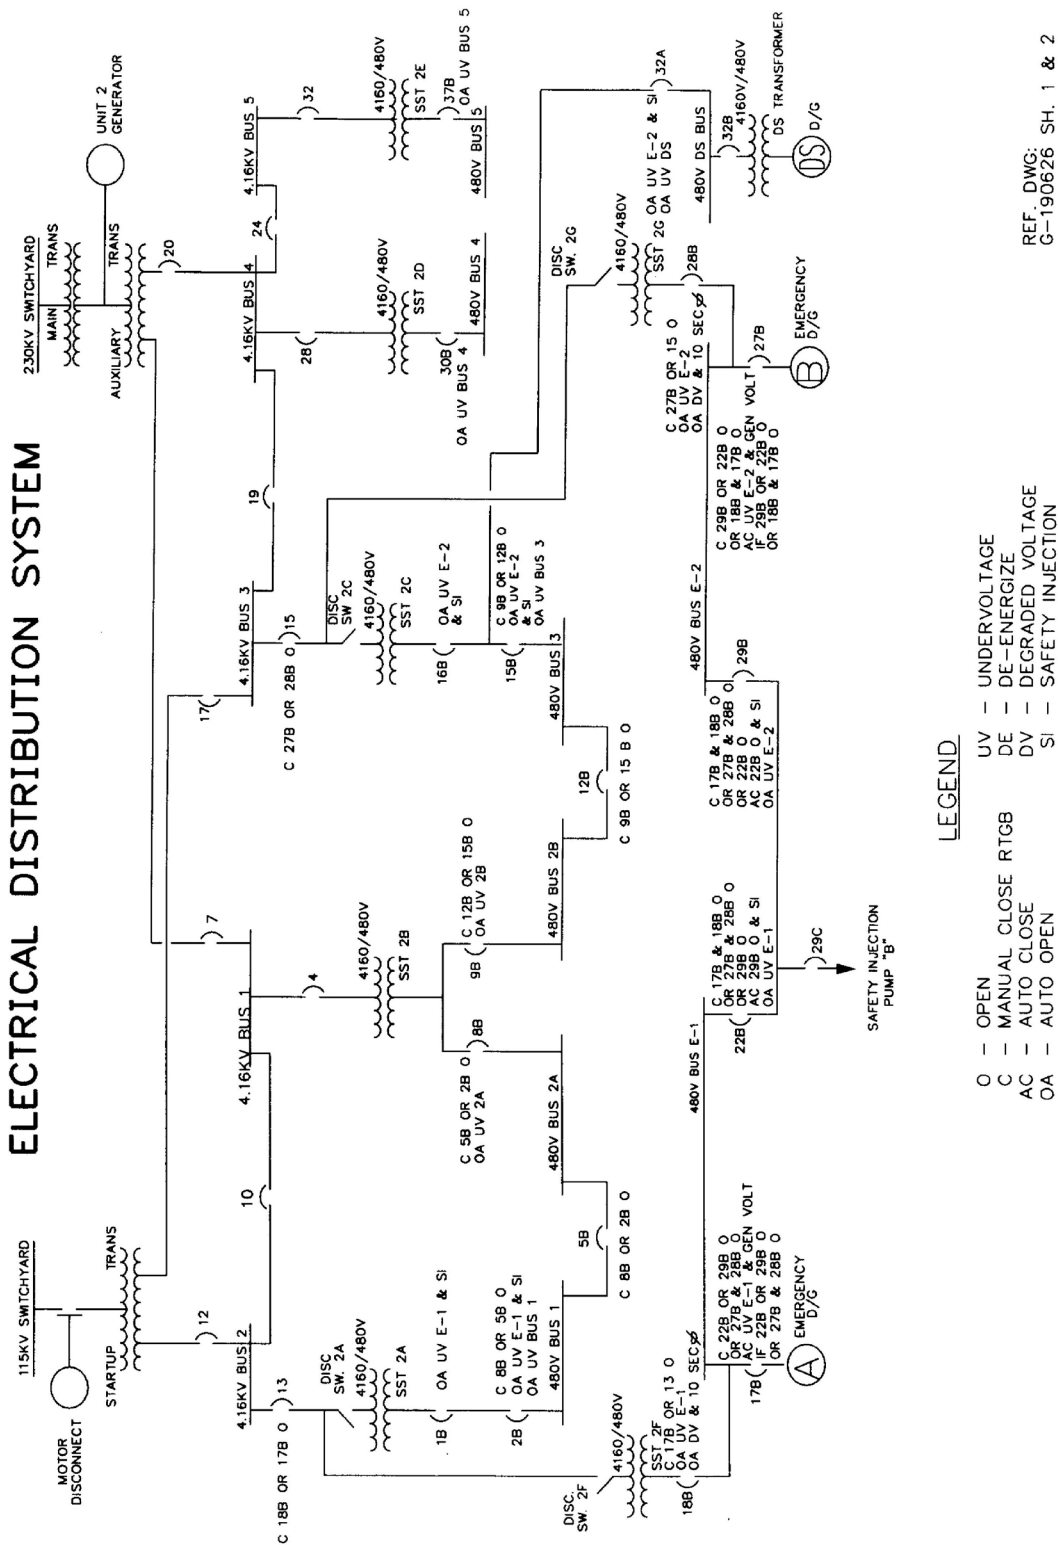 ELECTRICAL DISTRIBUTION SYSTEM
115KV SWITCHYARD
MOTOR
DISCONNECT
STARTUP
TRANS
230KV SWITCHYARD
MAIN
TRANS
UNIT 2
GENERATOR
AUXILIARY
TRANS
12
17
7
20
4.16KV BUS 2
10
4.16KV BUS 1
4.16KV BUS 3
19
4.16KV BUS 4
24
4.16KV BUS 5
C 18B OR 17B O
13
DISC
SW. 2A
4160/480V
SST 2A
1B
OA UV E-1 & SI
2B
C 8B OR 5B O
OA UV E-1 & SI
OA UV BUS 1
480V BUS 1
4
4160/480V
SST 2B
C 5B OR 2B O
OA UV 2A
8B
9B
C 12B OR 15B O
OA UV 2B
480V BUS 2A
480V BUS 2B
5B
C 8B OR 2B O
C 27B OR 28B O
15
DISC
SW 2C
4160/480V
SST 2C
16B
OA UV E-2
& SI
15B
C 9B OR 12B O
OA UV E-2
& SI
OA UV BUS 3
480V BUS 3
12B
C 9B OR 15 B O
28
4160/480V
SST 2D
30B
OA UV BUS 4
480V BUS 4
32
4160/480V
SST 2E
37B
OA UV BUS 5
480V BUS 5
DISC.
SW. 2F
4160/480V
SST 2F
18B
C 17B OR 13 O
OA UV E-1
OA DV & 10 SECØ
17B
C 22B OR 29B O
OR 27B & 28B O
AC UV E-1 & GEN VOLT
IF 22B OR 29B O
OR 27B & 28B O
A
EMERGENCY
D/G
480V BUS E-1
22B
C 17B & 18B O
OR 27B & 28B O
OR 29B O
AC 29B O & SI
OA UV E-1
29C
SAFETY INJECTION
PUMP "B"
480V BUS E-2
C 17B & 18B O
OR 27B & 28B O
OR 22B O
AC 22B O & SI
OA UV E-2
29B
C 29B OR 22B O
OR 18B & 17B O
AC UV E-2 & GEN VOLT
IF 29B OR 22B O
OR 18B & 17B O
27B
B
EMERGENCY
D/G
C 27B OR 15 O
OA UV E-2
OA DV & 10 SECØ
DISC
SW. 2G
4160/480V
SST 2G
28B
OA UV E-2 & SI
OA UV DS
32A
480V DS BUS
32B
4160V/480V
DS TRANSFORMER
DS
D/G
LEGEND
O – OPEN
C – MANUAL CLOSE RTGB
AC – AUTO CLOSE
OA – AUTO OPEN
UV – UNDERVOLTAGE
DE – DE-ENERGIZE
DV – DEGRADED VOLTAGE
SI – SAFETY INJECTION
REF. DWG:
G-190626 SH. 1 & 2